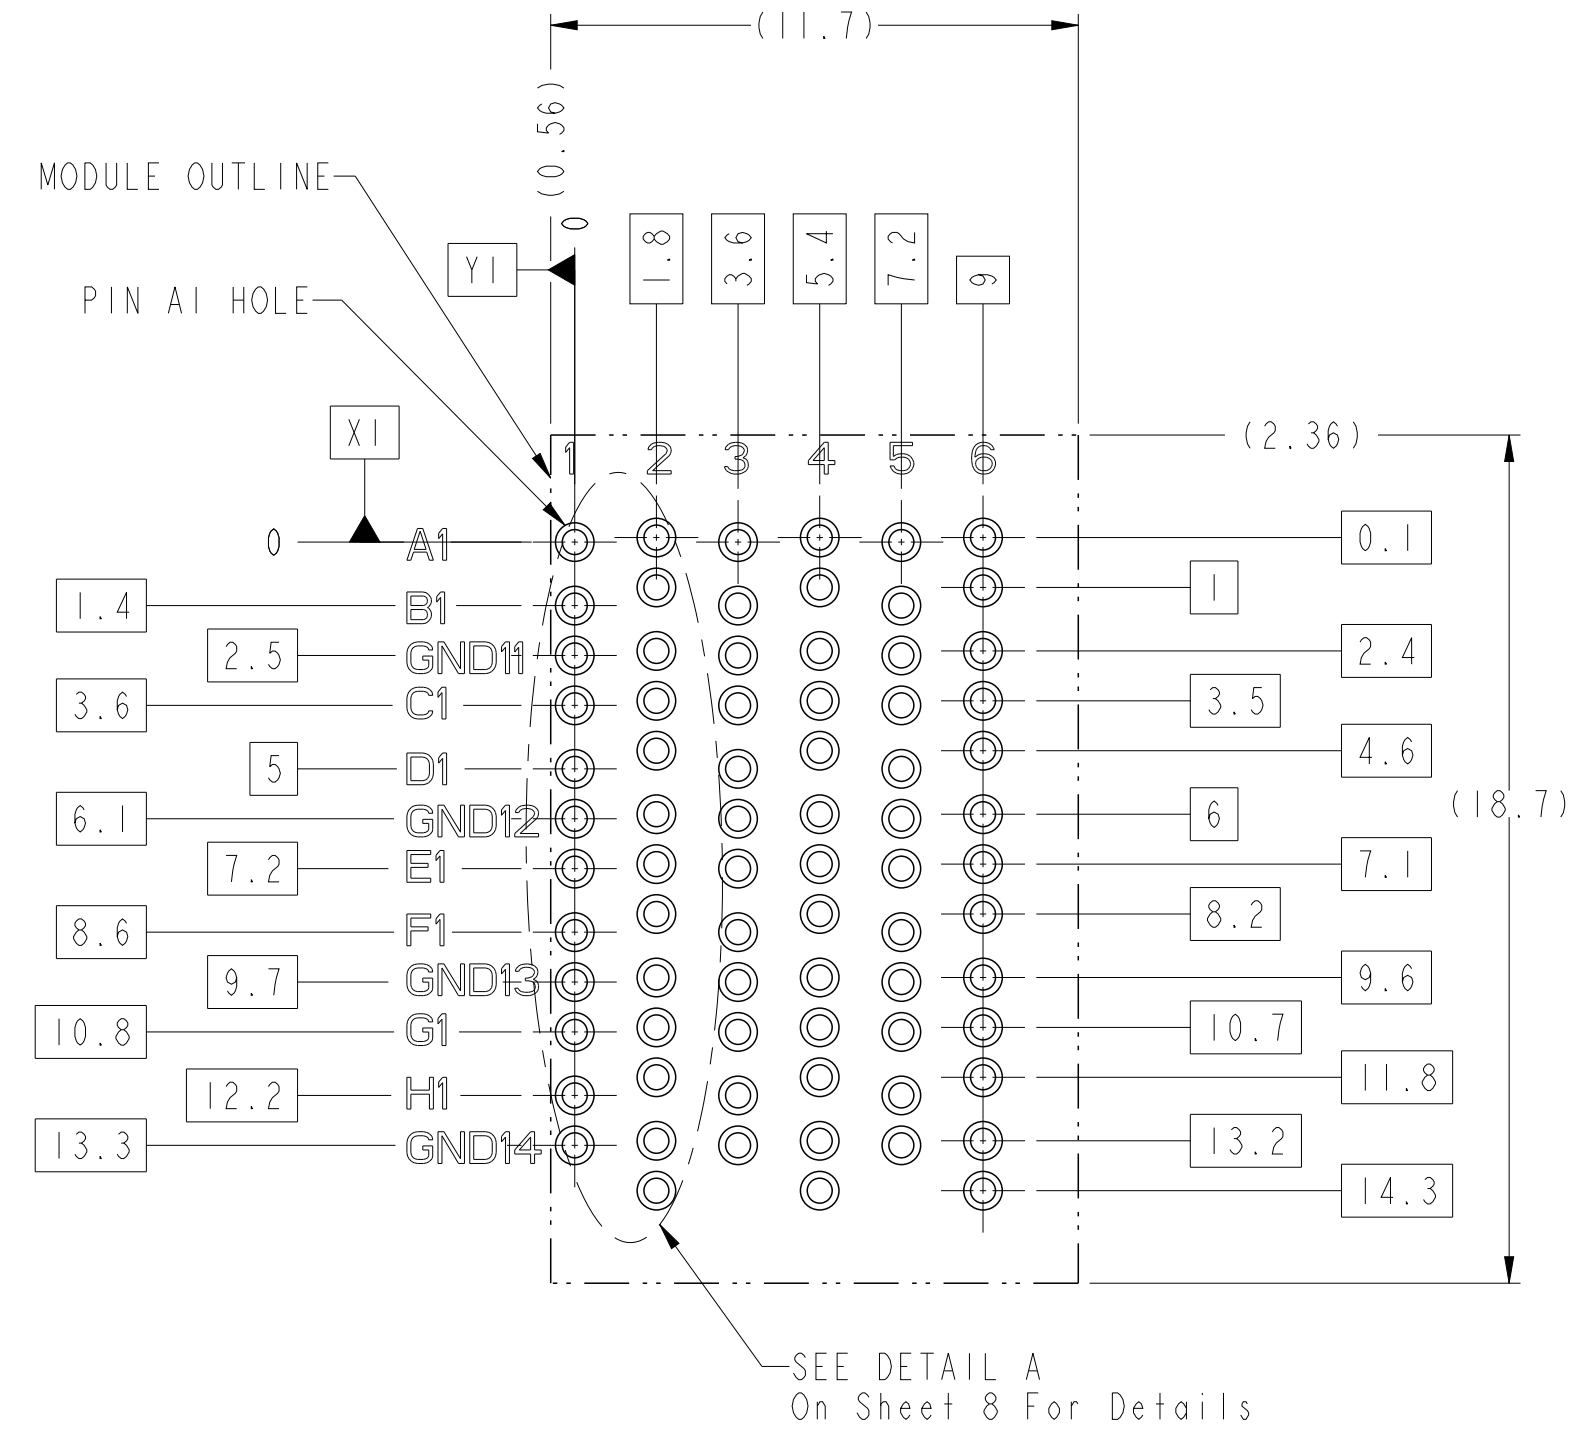 (11.7)
(0.56)
MODULE OUTLINE
0
1.8
3.6
5.4
7.2
9
Y1
PIN A1 HOLE
X1
(2.36)
1 2 3 4 5 6
0 A1 0.1
1
1.4 B1
2.5 GND11 2.4
3.6 C1 3.5
4.6
5 D1
6.1 GND12 6
(18.7)
7.2 E1 7.1
8.6 F1 8.2
9.7 GND13 9.6
10.8 G1 10.7
11.8
12.2 H1
13.3 GND14 13.2
14.3
SEE DETAIL A
On Sheet 8 For Details